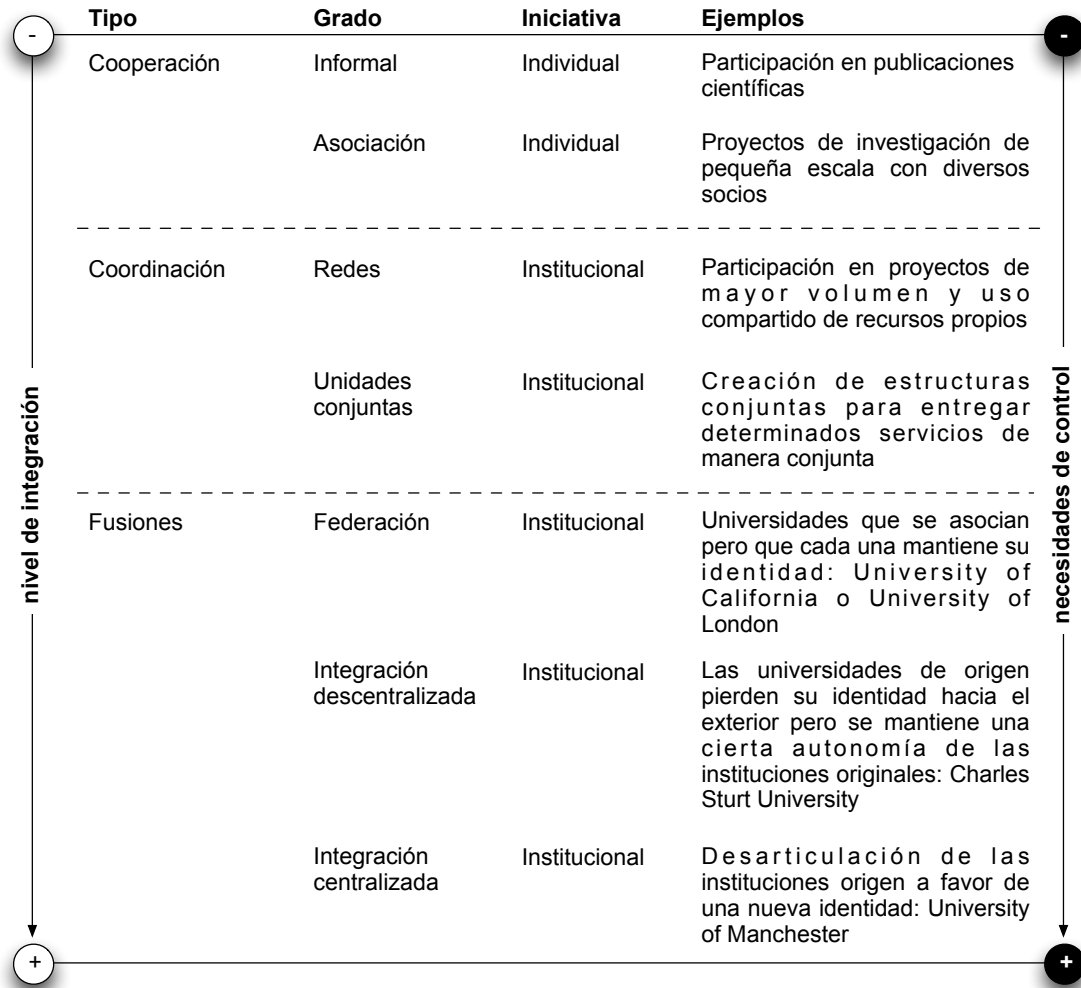 Tipo Grado Iniciativa Ejemplos
- -
Cooperación Informal Individual Participación en publicaciones
científicas
Asociación Individual Proyectos de investigación de
pequeña escala con diversos
socios
Coordinación Redes Institucional Participación en proyectos de
mayor volumen y uso
compartido de recursos propios
Unidades Institucional Creación de estructuras
conjuntas conjuntas para entregar
determinados servicios de
manera conjunta
nivel de integración
necesidades de control
Fusiones Federación Institucional Universidades que se asocian
pero que cada una mantiene su
identidad: University of
California o University of
London
Integración Institucional Las universidades de origen
descentralizada pierden su identidad hacia el
exterior pero se mantiene una
cierta autonomía de las
instituciones originales: Charles
Sturt University
Integración Institucional Desarticulación de las
centralizada instituciones origen a favor de
una nueva identidad: University
of Manchester
+ +